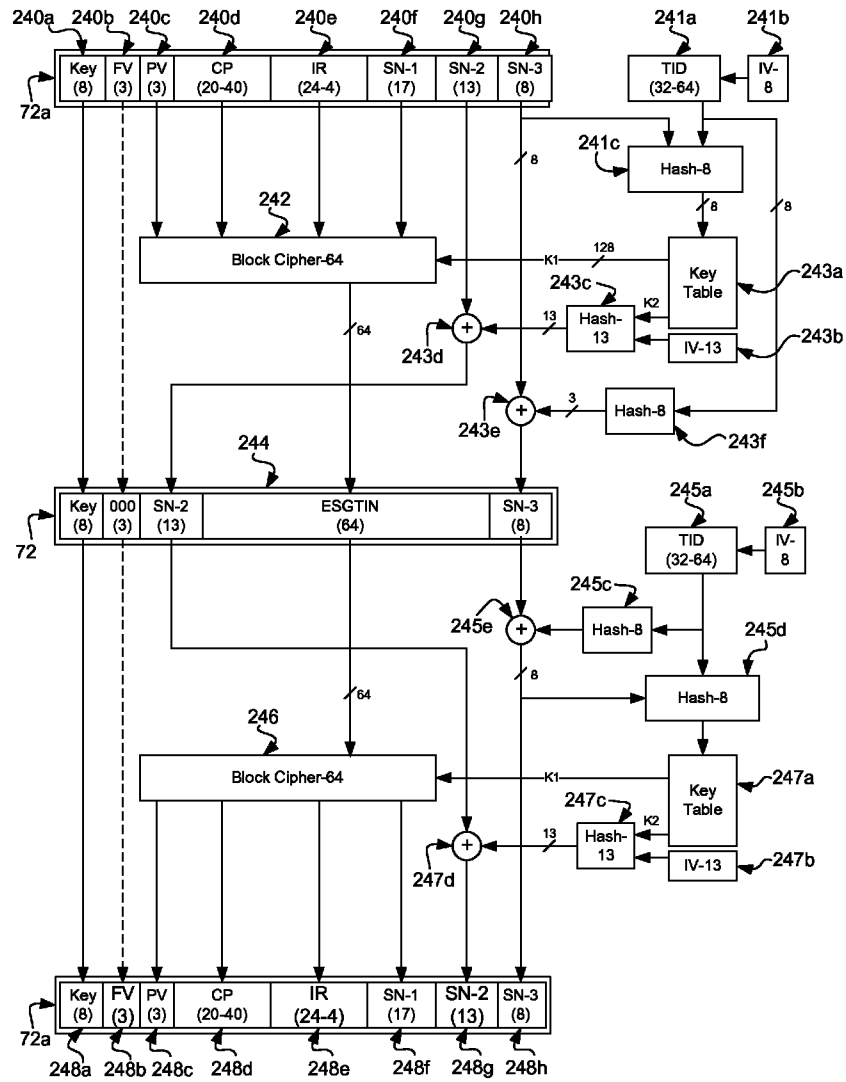 240a 240b 240c 240d 240e 240f 240g 240h 241a 241b
Key FV PV CP IR SN-1 SN-2 SN-3 TID IV-
(8) (3) (3) (20-40) (24-4) (17) (13) (8) (32-64) 8
72a
241c
8
Hash-8
8
8
242
Block Cipher-64
K1
128
Key
Table
243a
243c
K2
Hash-
13
13
243d
+
64
IV-13
243b
243e
+
3
Hash-8
243f
244
Key 000 SN-2 ESGTIN SN-3
(8) (3) (13) (64) (8)
72
245a 245b
TID IV-
(32-64) 8
245c
245e
+
Hash-8
245d
8
Hash-8
64
246
Block Cipher-64
K1
Key
Table
247a
247c
K2
Hash-
13
13
+
247d
IV-13
247b
Key FV PV CP IR SN-1 SN-2 SN-3
(8) (3) (3) (20-40) (24-4) (17) (13) (8)
72a
248a 248b 248c 248d 248e 248f 248g 248h